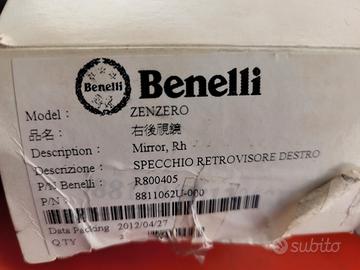 Benelli
Benelli
Model : ZENZERO
品名 : 右後視鏡
Description : Mirror, Rh
Descrizione : SPECCHIO RETROVISORE DESTRO
P/N Benelli : R800405
P/N : 8811062U-000
Data Packing 2012/04/27
Q'TY
subito